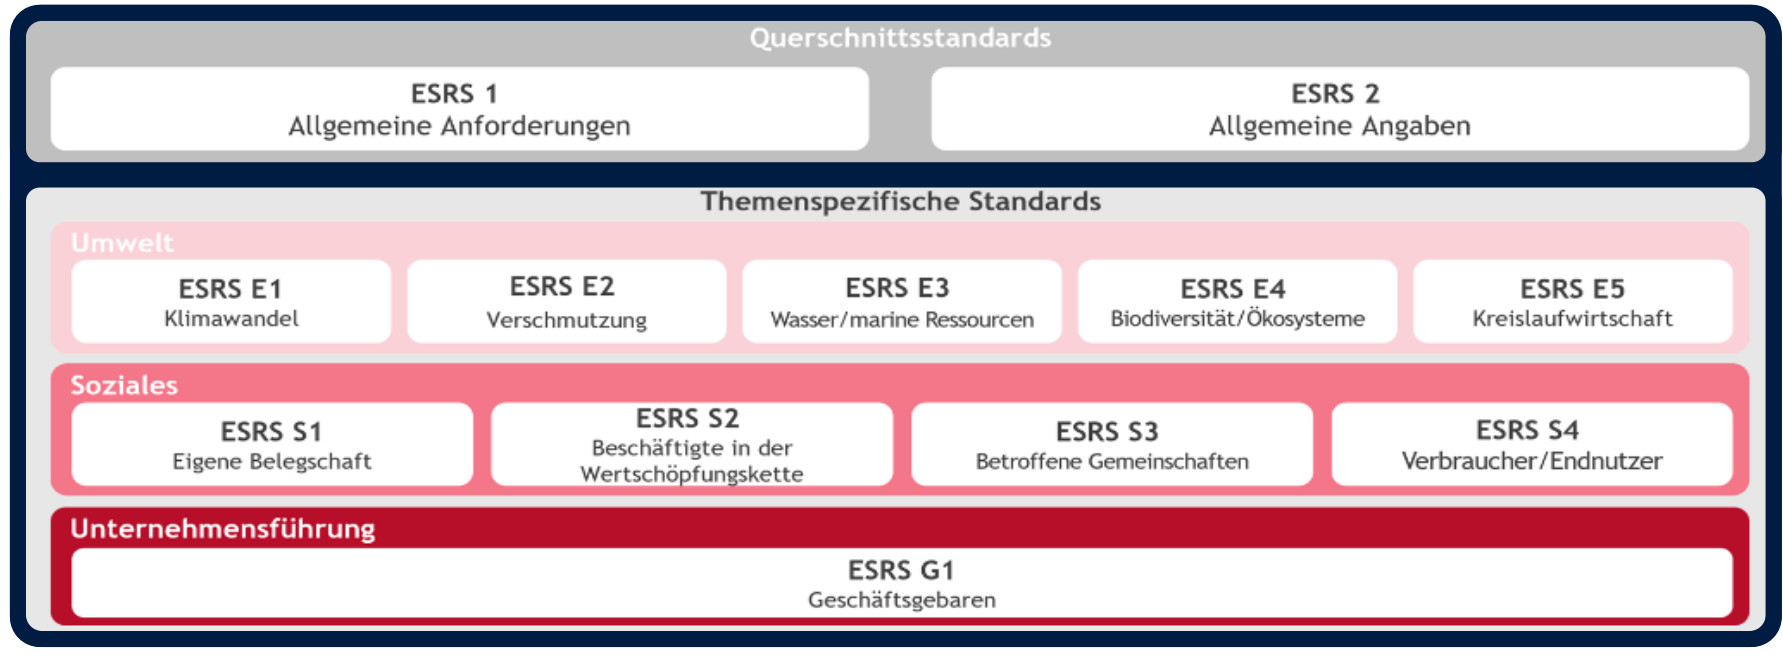 Querschnittsstandards
ESRS 1
Allgemeine Anforderungen
ESRS 2
Allgemeine Angaben
Themenspezifische Standards
Umwelt
ESRS E1
Klimawandel
ESRS E2
Verschmutzung
ESRS E3
Wasser/marine Ressourcen
ESRS E4
Biodiversität/Ökosysteme
ESRS E5
Kreislaufwirtschaft
Soziales
ESRS S1
Eigene Belegschaft
ESRS S2
Beschäftigte in der
Wertschöpfungskette
ESRS S3
Betroffene Gemeinschaften
ESRS S4
Verbraucher/Endnutzer
Unternehmensführung
ESRS G1
Geschäftsgebaren